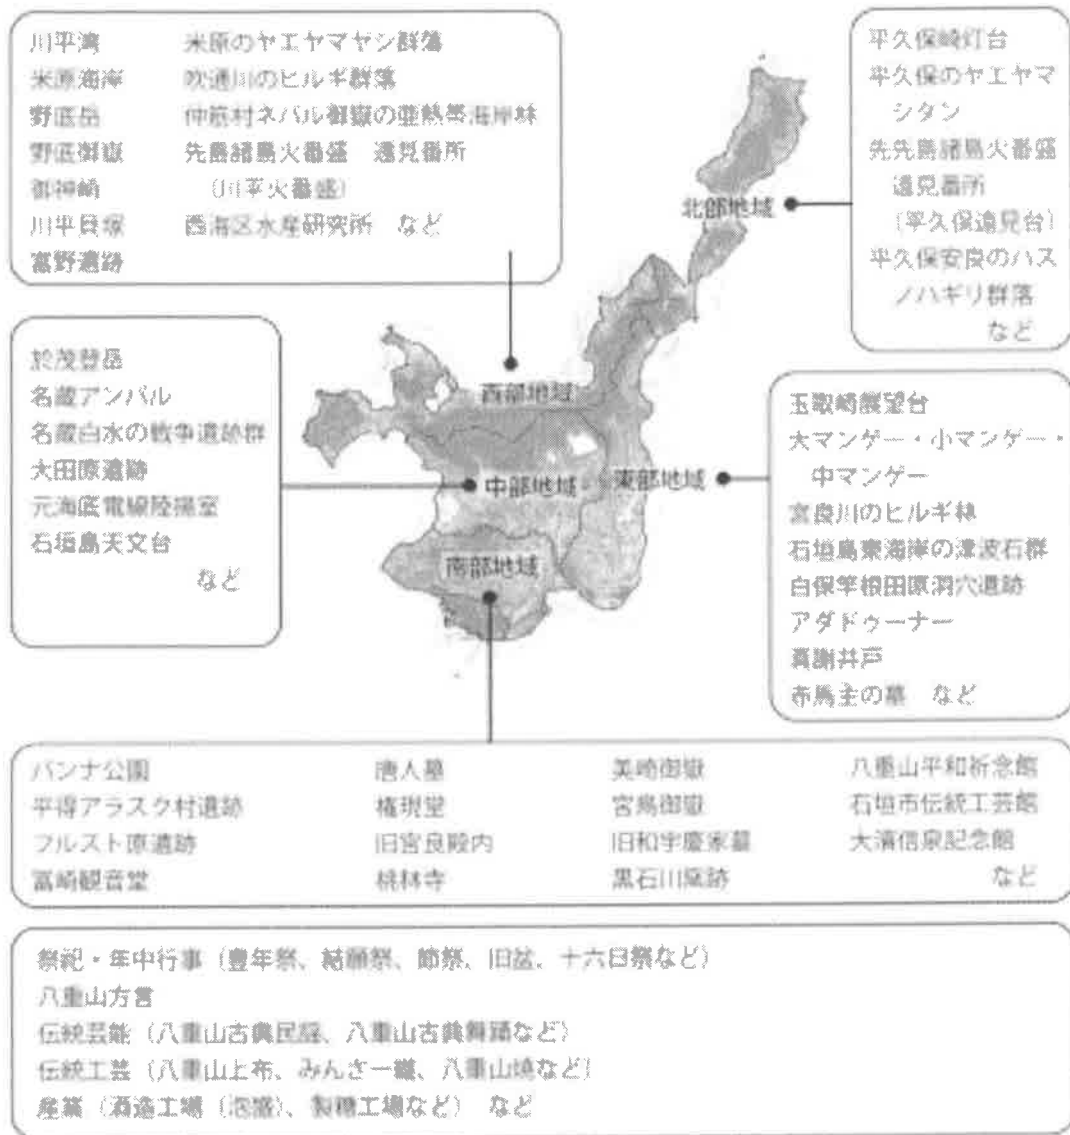 川平湾　米原のヤエヤマヤシ群落
米原海岸　吹通川のヒルギ群落
野底岳　仲筋村ネバル御嶽の亜熱帯海岸林
野底御嶽　先島諸島火番盛　遠見番所
御神崎　（川平火番盛）
川平貝塚　西海区水産研究所　など
富野遺跡
平久保崎灯台
平久保のヤエヤマ
シタン
先先島諸島火番盛
遠見番所
（平久保遠見台）
平久保安良のハス
ノハギリ群落
など
北部地域
西部地域
中部地域
東部地域
南部地域
於茂登岳
名蔵アンパル
名蔵白水の戦争遺跡群
大田原遺跡
元海底電線陸揚室
石垣島天文台
など
玉取崎展望台
大マンゲー・小マンゲー・
中マンゲー
宮良川のヒルギ林
石垣島東海岸の津波石群
白保竿根田原洞穴遺跡
アダドゥーナー
真謝井戸
赤馬主の墓　など
バンナ公園　唐人墓　美崎御嶽　八重山平和祈念館
平得アラスク村遺跡　権現堂　宮鳥御嶽　石垣市伝統工芸館
フルスト原遺跡　旧宮良殿内　旧和宇慶家墓　大濱信泉記念館
冨崎観音堂　桃林寺　黒石川窯跡　など
祭祀・年中行事（豊年祭、結願祭、節祭、旧盆、十六日祭など）
八重山方言
伝統芸能（八重山古典民謡、八重山古典舞踊など）
伝統工芸（八重山上布、みんさー織、八重山焼など）
産業（酒造工場（泡盛）、製糖工場など）　など